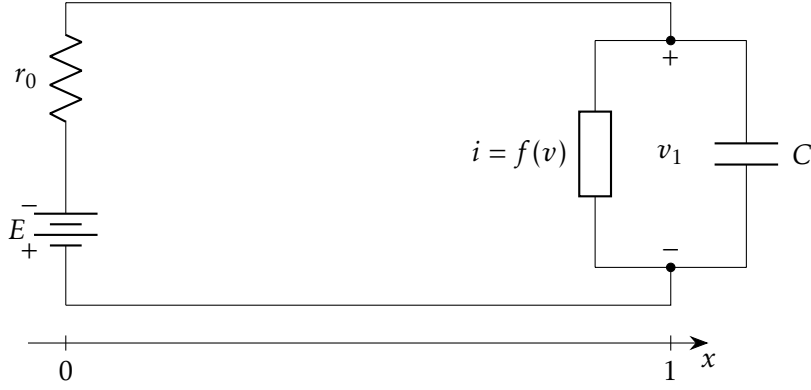 r₀
+
i = f(v)
v₁
C
−
E
+
−
0
1
x